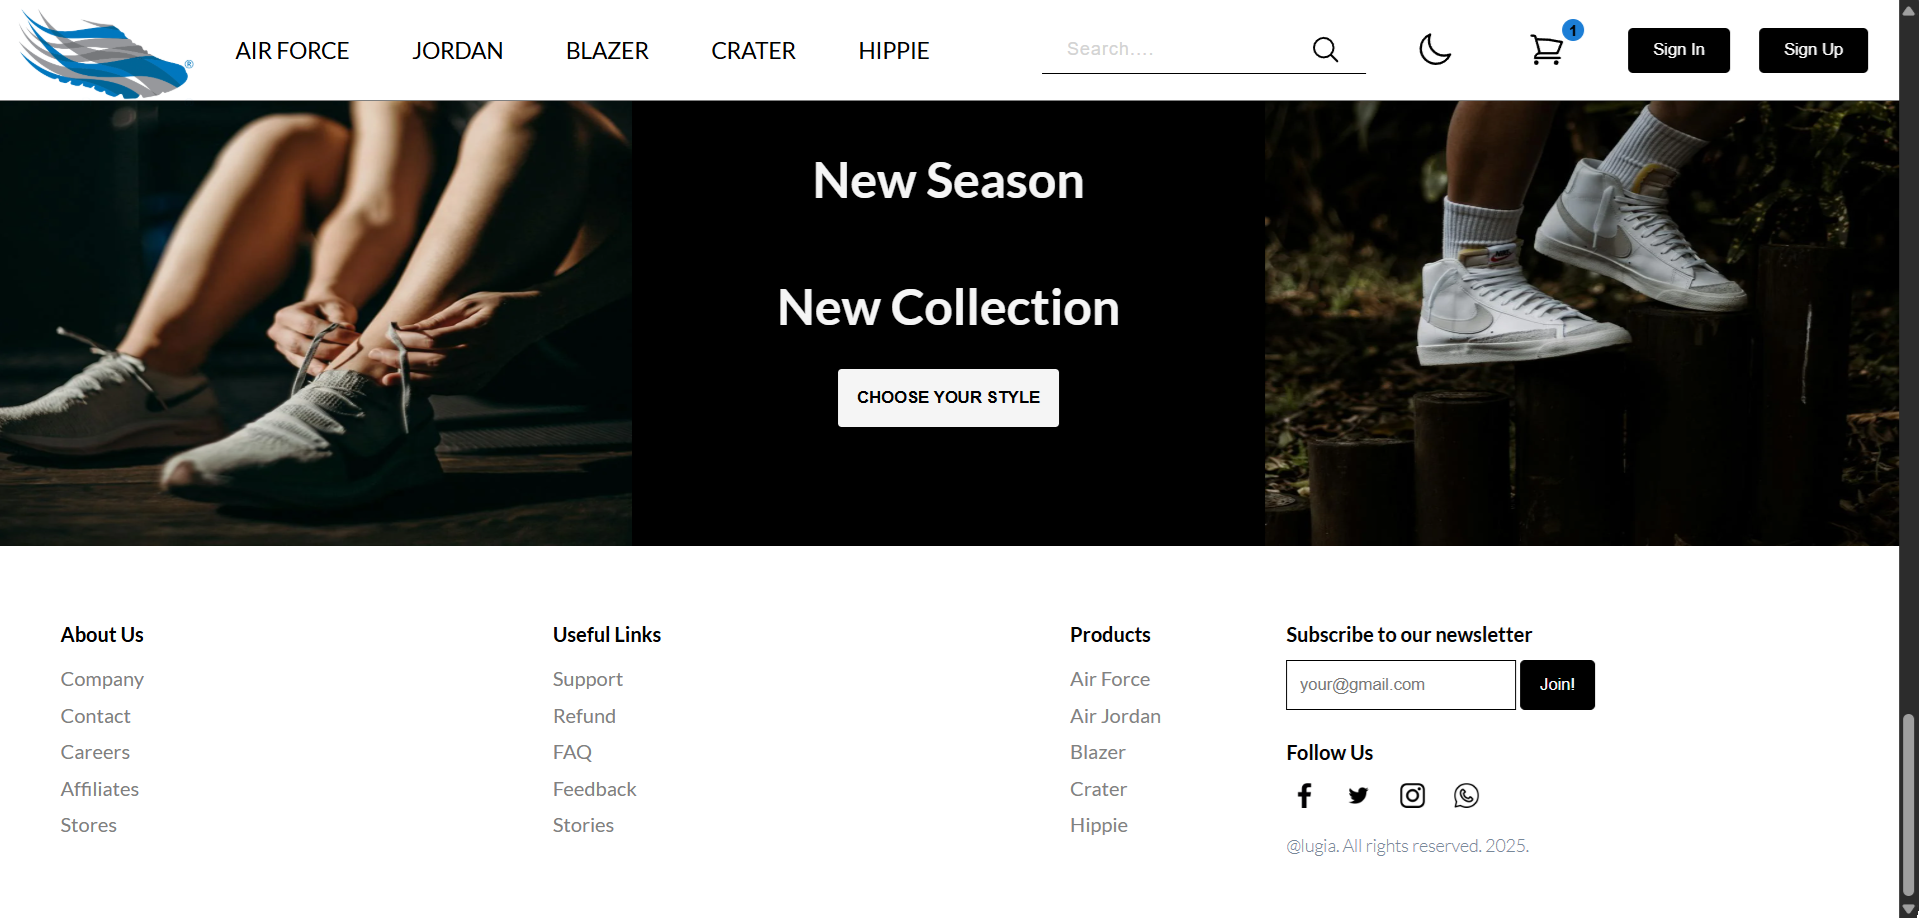 ®
AIR FORCE
JORDAN
BLAZER
CRATER
HIPPIE
Search....
1
Sign In
Sign Up
New Season
New Collection
CHOOSE YOUR STYLE
About Us
Company
Contact
Careers
Affiliates
Stores
Useful Links
Support
Refund
FAQ
Feedback
Stories
Products
Air Force
Air Jordan
Blazer
Crater
Hippie
Subscribe to our newsletter
your@gmail.com
Join!
Follow Us
@lugia. All rights reserved. 2025.